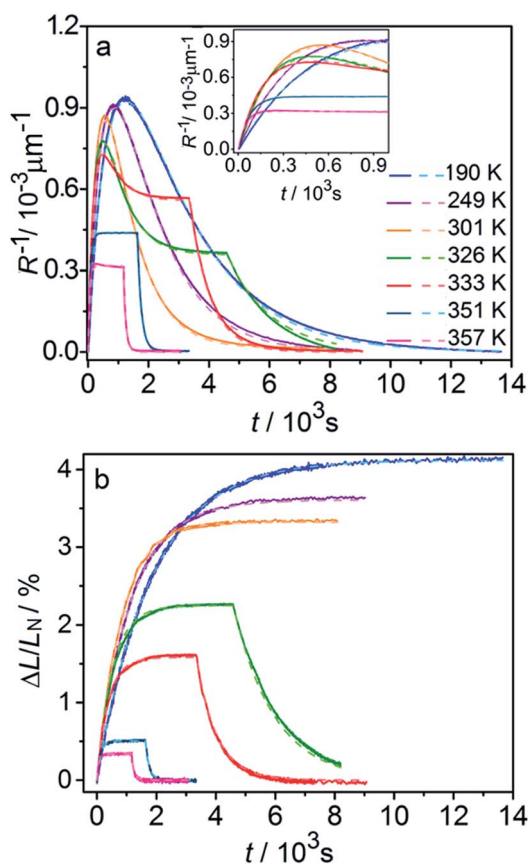 a
1.2
0.9
0.6
0.3
0.0
R⁻¹/ 10⁻³μm⁻¹
0 2 4 6 8 10 12 14
t / 10³s
0.9
0.6
0.3
0.0
R⁻¹/ 10⁻³μm⁻¹
0.0 0.3 0.6 0.9
t / 10³s
190 K
249 K
301 K
326 K
333 K
351 K
357 K
b
4
3
2
1
0
ΔL/L_N / %
0 2 4 6 8 10 12 14
t / 10³s